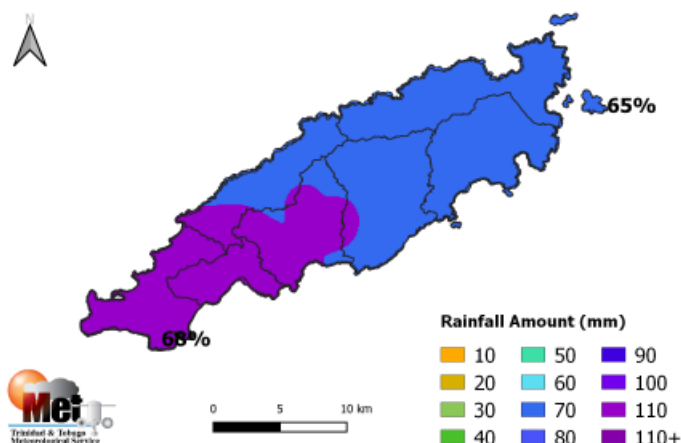 N
65%
68%
Rainfall Amount (mm)
10 50 90
20 60 100
30 70 110
40 80 110+
0 5 10 km
Met
Trinidad & Tobago
Meteorological Service